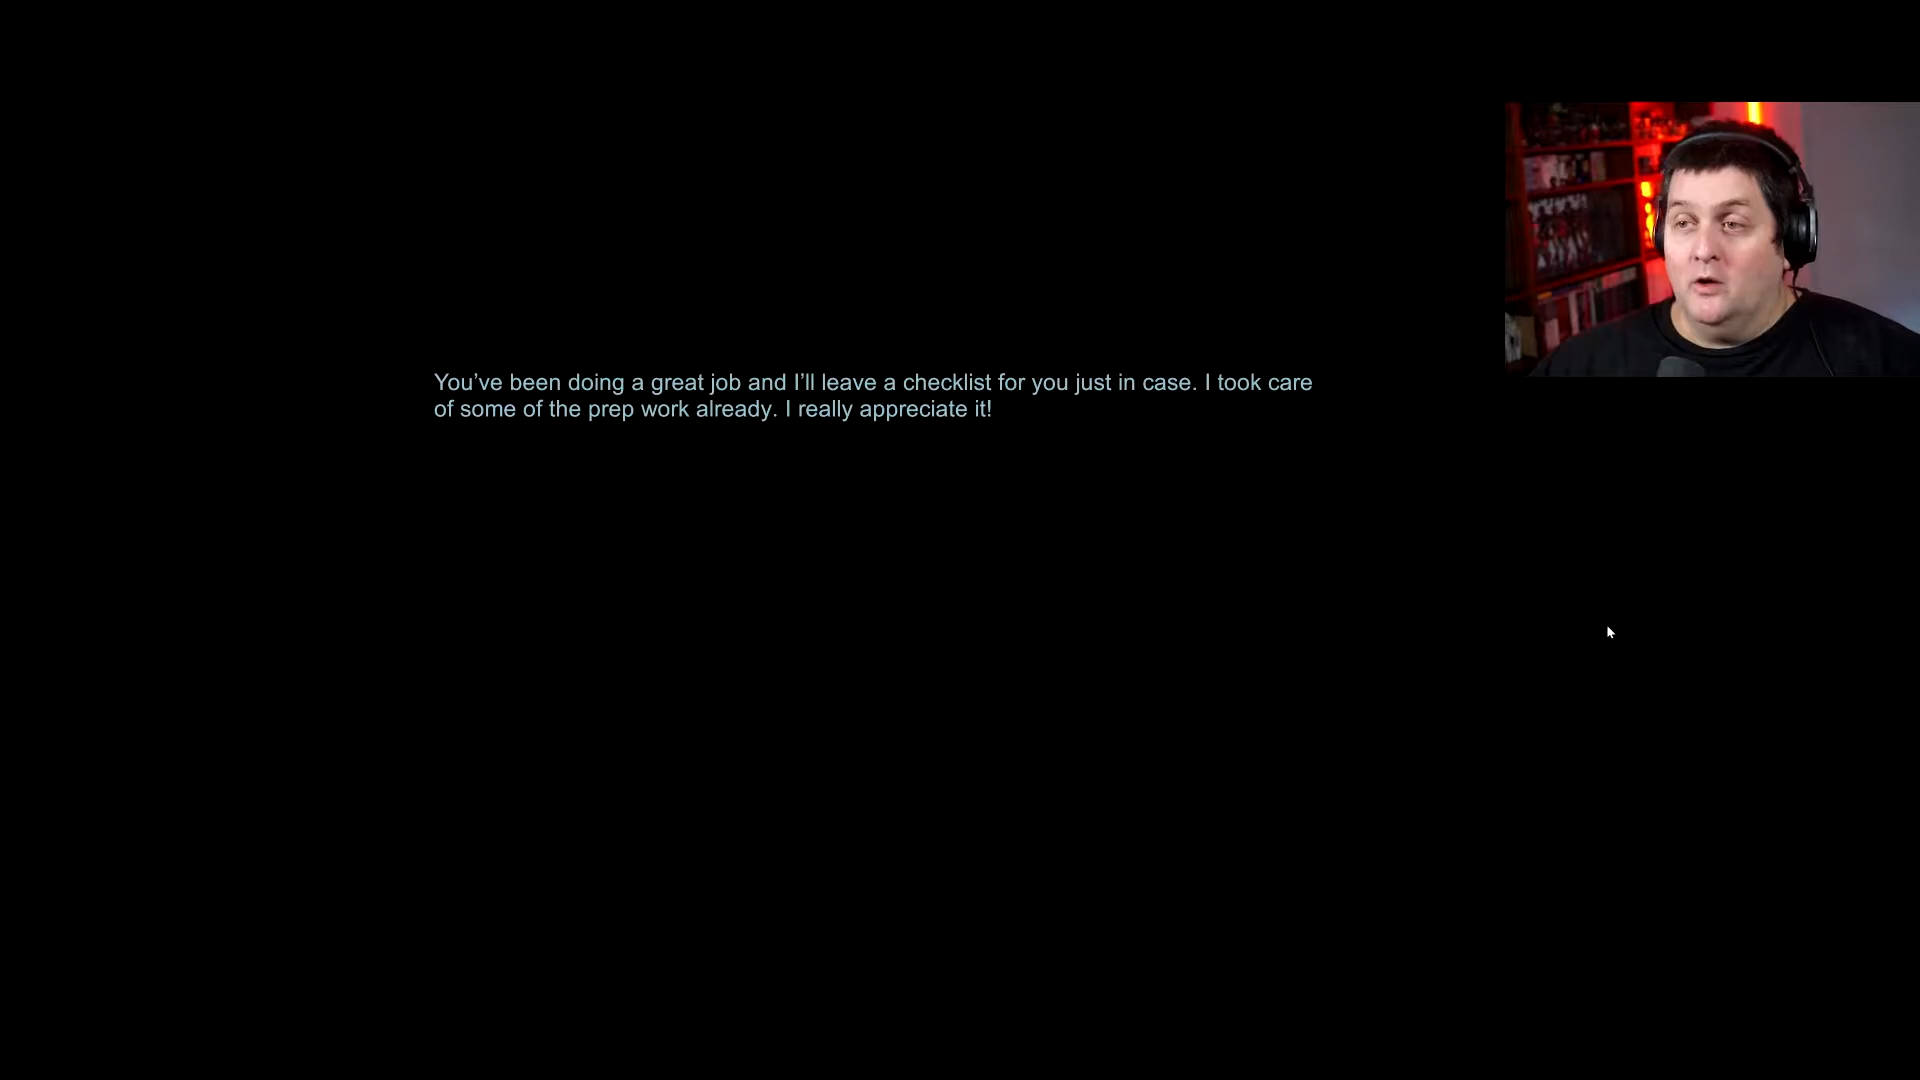 You’ve been doing a great job and I’ll leave a checklist for you just in case. I took care
of some of the prep work already. I really appreciate it!